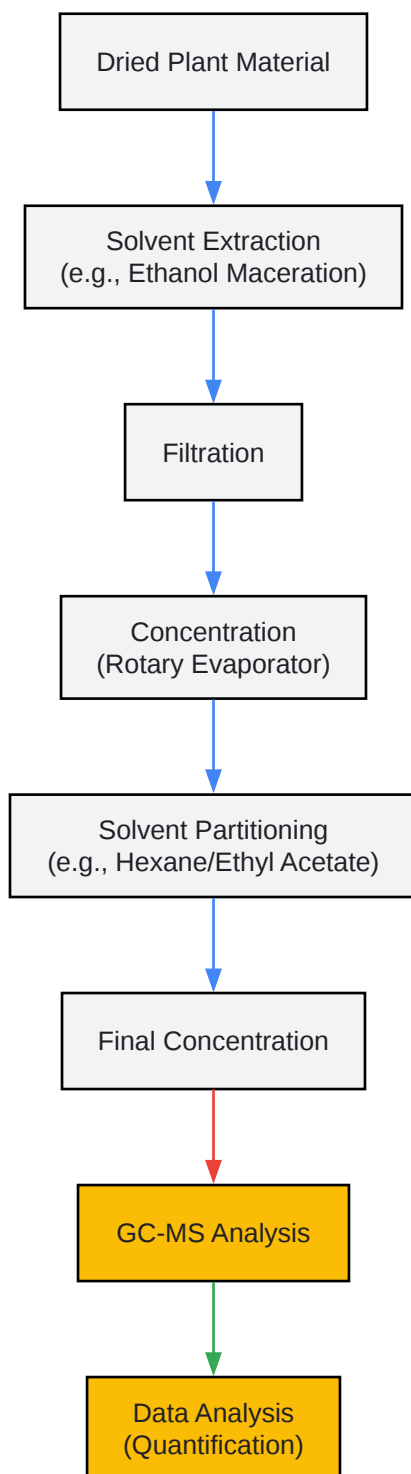 Dried Plant Material
Solvent Extraction
(e.g., Ethanol Maceration)
Filtration
Concentration
(Rotary Evaporator)
Solvent Partitioning
(e.g., Hexane/Ethyl Acetate)
Final Concentration
GC-MS Analysis
Data Analysis
(Quantification)